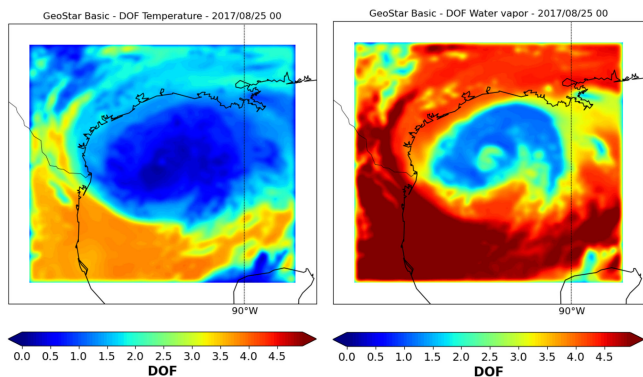 GeoStar Basic - DOF Temperature - 2017/08/25 00
GeoStar Basic - DOF Water vapor - 2017/08/25 00
90°W
90°W
0.0 0.5 1.0 1.5 2.0 2.5 3.0 3.5 4.0 4.5
0.0 0.5 1.0 1.5 2.0 2.5 3.0 3.5 4.0 4.5
DOF
DOF